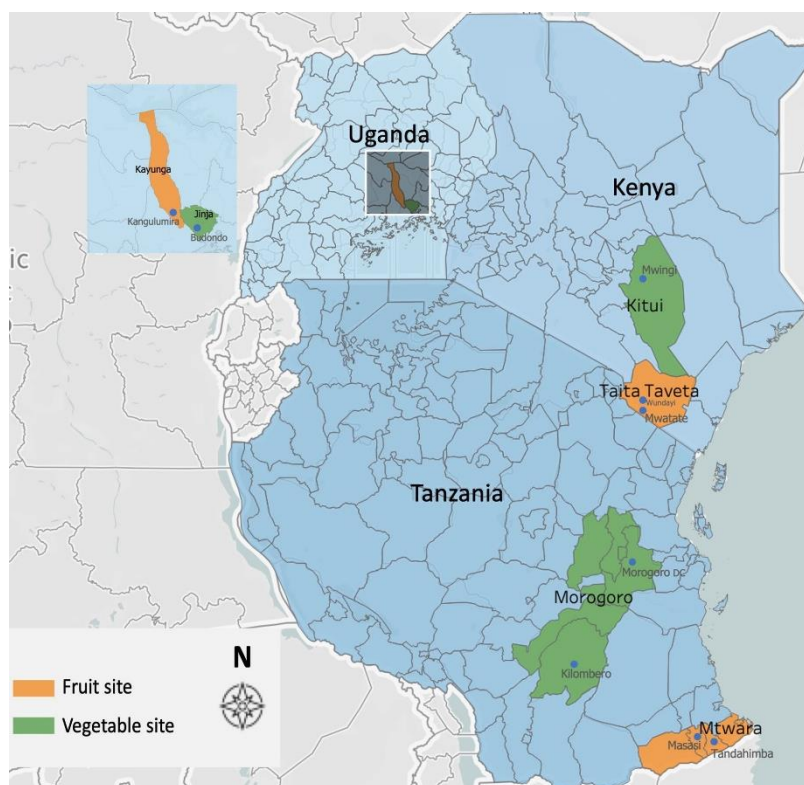 Uganda
Kayunga
Kangulumira
Jinja
Budondo
Kenya
Mwingi
Kitui
Taita Taveta
Wundayi
Mwatate
Tanzania
Morogoro DC
Morogoro
Kilombero
N
Fruit site
Vegetable site
Mtwara
Masasi
Tandahimba